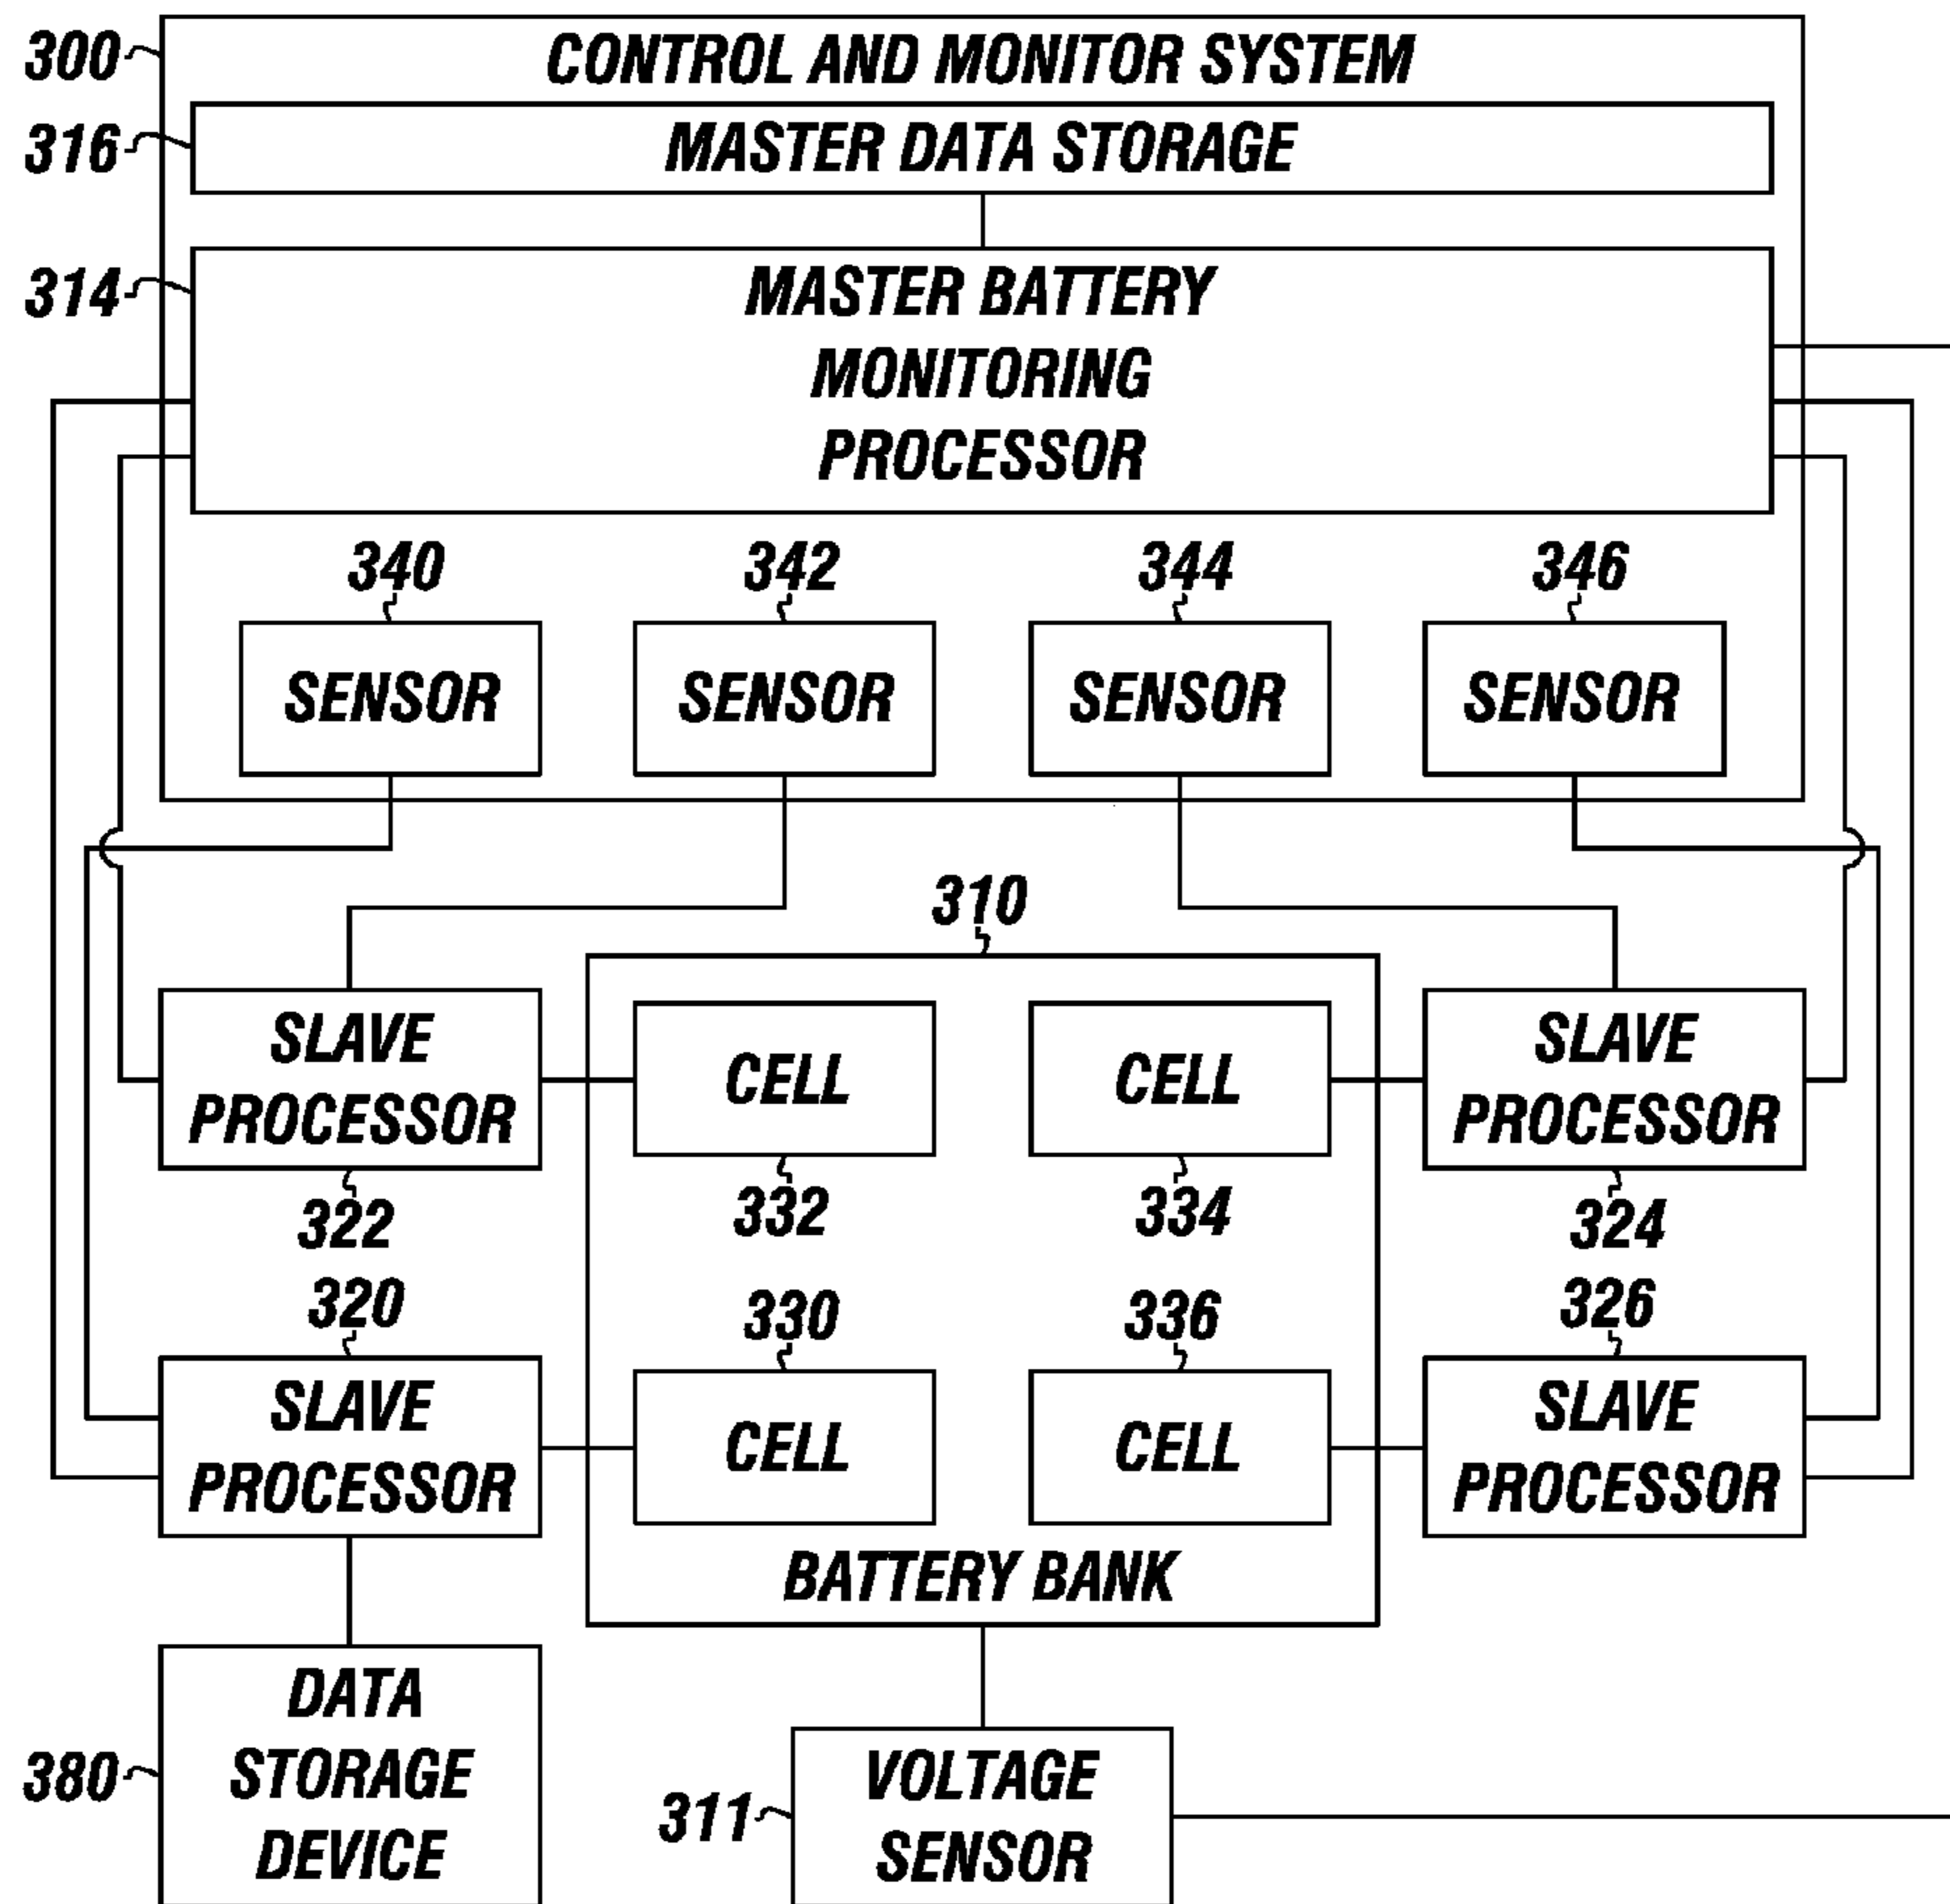 300
CONTROL AND MONITOR SYSTEM
316
MASTER DATA STORAGE
314
MASTER BATTERY
MONITORING
PROCESSOR
340
342
344
346
SENSOR
SENSOR
SENSOR
SENSOR
310
SLAVE
PROCESSOR
CELL
CELL
SLAVE
PROCESSOR
322
332
334
324
320
330
336
326
SLAVE
PROCESSOR
CELL
CELL
SLAVE
PROCESSOR
BATTERY BANK
380
DATA
STORAGE
DEVICE
311
VOLTAGE
SENSOR